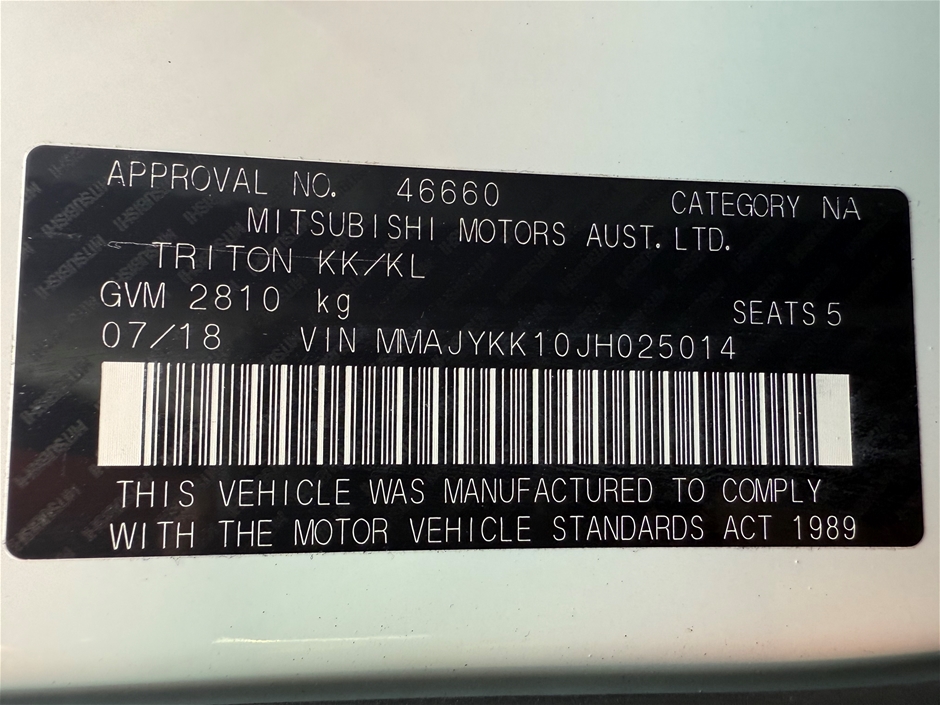 APPROVAL NO. 46660 CATEGORY NA
MITSUBISHI MOTORS AUST. LTD.
TRITON KK/KL
GVM 2810 kg SEATS 5
07/18 VIN MMAJYKK10JH025014
THIS VEHICLE WAS MANUFACTURED TO COMPLY
WITH THE MOTOR VEHICLE STANDARDS ACT 1989